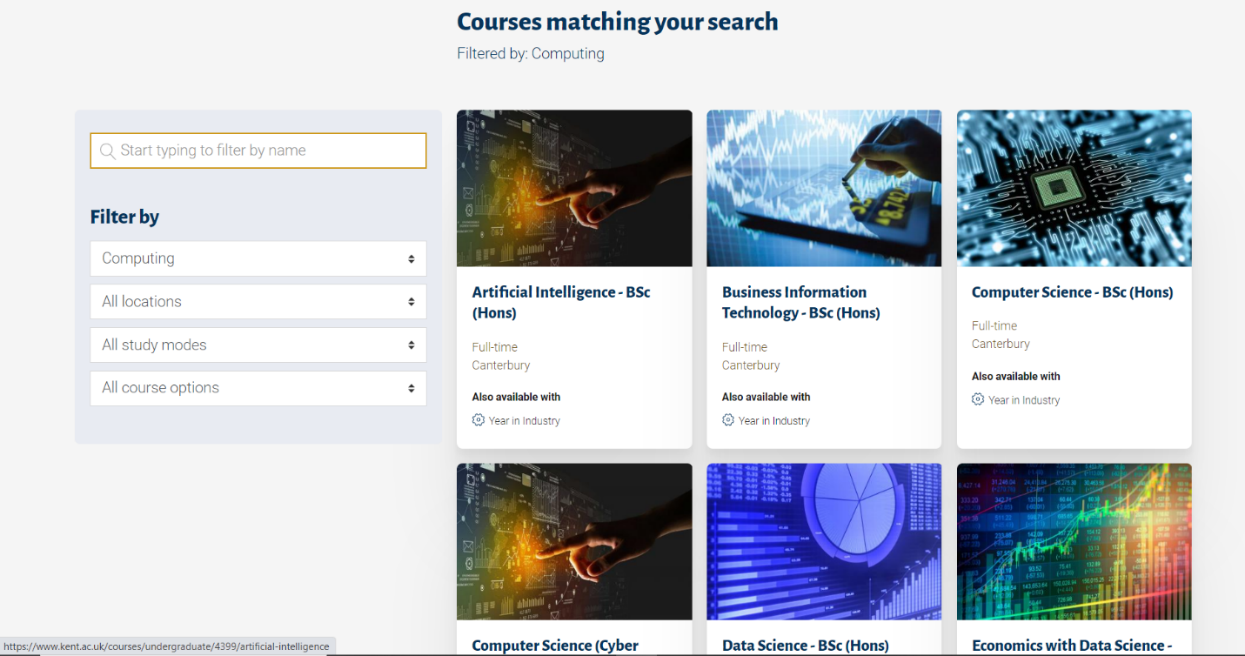 Courses matching your search
Filtered by: Computing
Start typing to filter by name
Filter by
Computing
All locations
All study modes
All course options
Artificial Intelligence - BSc
(Hons)
Full-time
Canterbury
Also available with
Year in Industry
Business Information
Technology - BSc (Hons)
Full-time
Canterbury
Also available with
Year in Industry
Computer Science - BSc (Hons)
Full-time
Canterbury
Also available with
Year in Industry
Computer Science (Cyber
Data Science - BSc (Hons)
Economics with Data Science -
https://www.kent.ac.uk/courses/undergraduate/4399/artificial-intelligence